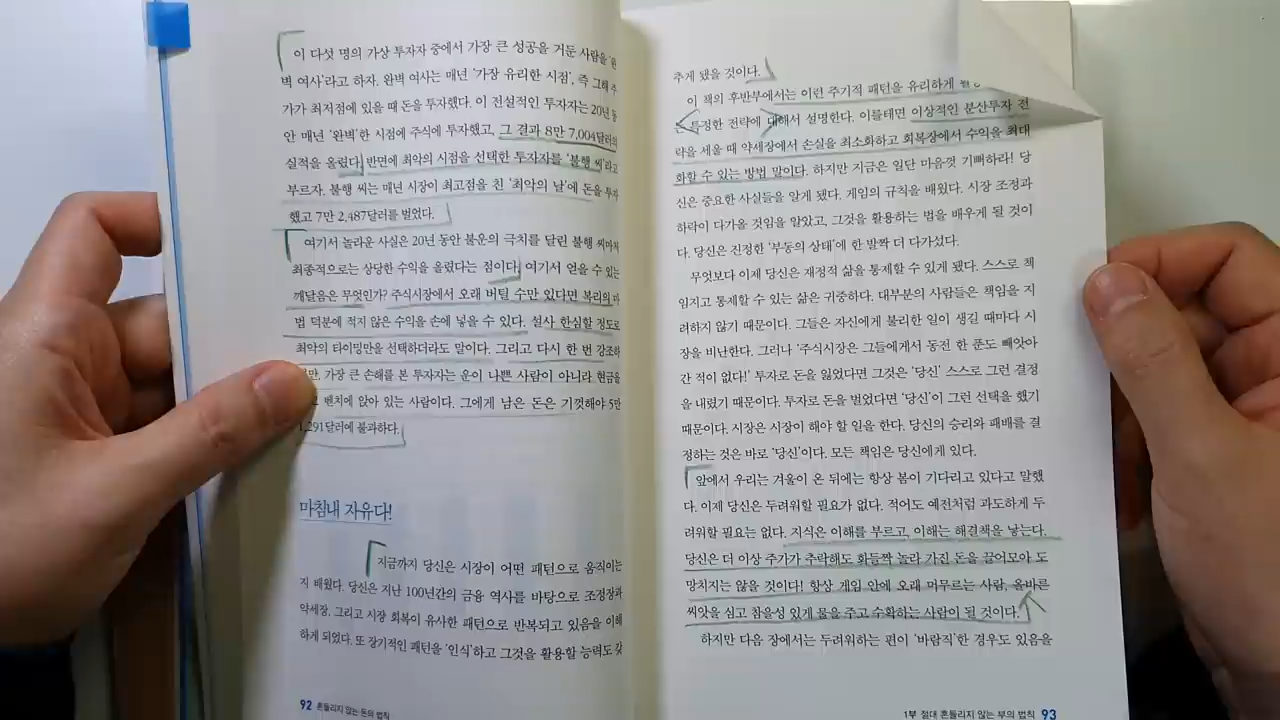 이 다섯 명의 가상 투자자 중에서 가장 큰 성공을 거둔 사람을 '완
벽 여사'라고 하자. 완벽 여사는 매년 '가장 유리한 시점', 즉 그해 주
가가 최저점에 있을 때 돈을 투자했다. 이 전설적인 투자자는 20년 동
안 매년 '완벽'한 시점에 주식에 투자했고, 그 결과 8만 7,004달러의
실적을 올렸다. 반면에 최악의 시점을 선택한 투자자를 '불행 씨'라고
부르자. 불행 씨는 매년 시장이 최고점을 친 '최악의 날'에 돈을 투자
했고 7만 2,487달러를 벌었다.
여기서 놀라운 사실은 20년 동안 불운의 극치를 달린 불행 씨마저
최종적으로는 상당한 수익을 올렸다는 점이다. 여기서 얻을 수 있는
깨달음은 무엇인가? 주식시장에서 오래 버틸 수만 있다면 복리의 마
법 덕분에 적지 않은 수익을 손에 넣을 수 있다. 설사 한심할 정도로
최악의 타이밍만을 선택하더라도 말이다. 그리고 다시 한 번 강조하
만, 가장 큰 손해를 본 투자자는 운이 나쁜 사람이 아니라 현금을
벤치에 앉아 있는 사람이다. 그에게 남은 돈은 기껏해야 5만
1,291달러에 불과하다.
마침내 자유다!
지금까지 당신은 시장이 어떤 패턴으로 움직이는
지 배웠다. 당신은 지난 100년간의 금융 역사를 바탕으로 조정장과
약세장, 그리고 시장 회복이 유사한 패턴으로 반복되고 있음을 이해
하게 되었다. 또 장기적인 패턴을 '인식'하고 그것을 활용할 능력도 갖
92 흔들리지 않는 돈의 법칙
추게 됐을 것이다.
이 책의 후반부에서는 이런 주기적 패턴을 유리하게
는 특정한 전략에 대해서 설명한다. 이를테면 이상적인 분산투자 전
략을 세울 때 약세장에서 손실을 최소화하고 회복장에서 수익을 최대
화할 수 있는 방법 말이다. 하지만 지금은 일단 마음껏 기뻐하라! 당
신은 중요한 사실들을 알게 됐다. 게임의 규칙을 배웠다. 시장 조정과
하락이 다가올 것임을 알았고, 그것을 활용하는 법을 배우게 될 것이
다. 당신은 진정한 '부동의 상태'에 한 발짝 더 다가섰다.
무엇보다 이제 당신은 재정적 삶을 통제할 수 있게 됐다. 스스로 책
임지고 통제할 수 있는 삶은 귀중하다. 대부분의 사람들은 책임을 지
려하지 않기 때문이다. 그들은 자신에게 불리한 일이 생길 때마다 시
장을 비난한다. 그러나 '주식시장은 그들에게서 동전 한 푼도 빼앗아
간 적이 없다!' 투자로 돈을 잃었다면 그것은 '당신' 스스로 그런 결정
을 내렸기 때문이다. 투자로 돈을 벌었다면 '당신'이 그런 선택을 했기
때문이다. 시장은 시장이 해야 할 일을 한다. 당신의 승리와 패배를 결
정하는 것은 바로 '당신'이다. 모든 책임은 당신에게 있다.
앞에서 우리는 겨울이 온 뒤에는 항상 봄이 기다리고 있다고 말했
다. 이제 당신은 두려워할 필요가 없다. 적어도 예전처럼 과도하게 두
려워할 필요는 없다. 지식은 이해를 부르고, 이해는 해결책을 낳는다.
당신은 더 이상 주가가 추락해도 화들짝 놀라 가진 돈을 끌어모아 도
망치지는 않을 것이다! 항상 게임 안에 오래 머무르는 사람, 올바른
씨앗을 심고 참을성 있게 물을 주고 수확하는 사람이 될 것이다.
하지만 다음 장에서는 두려워하는 편이 '바람직'한 경우도 있음을
1부 절대 흔들리지 않는 부의 법칙 93